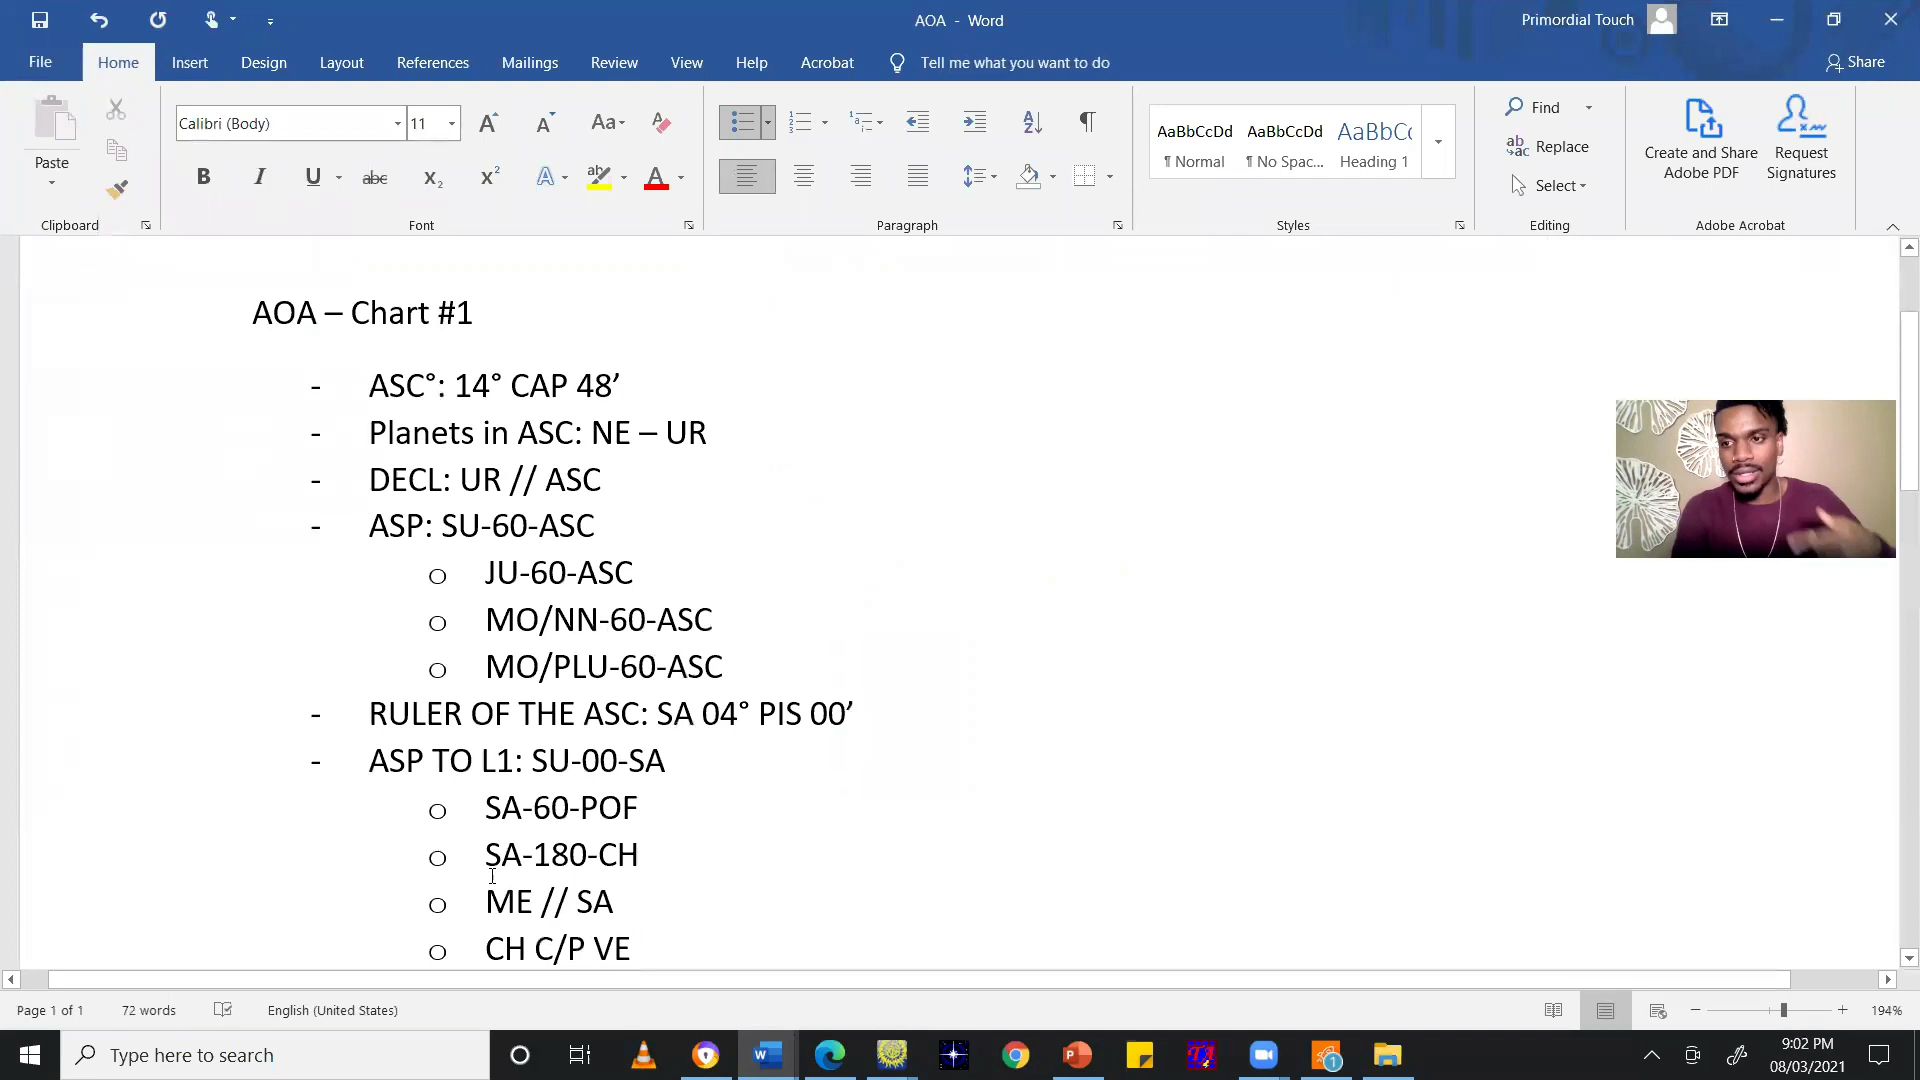 AOA - Word
Primordial Touch
File Home Insert Design Layout References Mailings Review View Help Acrobat Tell me what you want to do Share
Paste
Clipboard
Calibri (Body) 11
Font
Paragraph
AaBbCcDd AaBbCcDd AaBbCc
¶ Normal ¶ No Spac... Heading 1
Styles
Find
Replace
Select
Editing
Create and Share Adobe PDF
Request Signatures
Adobe Acrobat
AOA – Chart #1
- ASC°: 14° CAP 48’
- Planets in ASC: NE – UR
- DECL: UR // ASC
- ASP: SU-60-ASC
o JU-60-ASC
o MO/NN-60-ASC
o MO/PLU-60-ASC
- RULER OF THE ASC: SA 04° PIS 00’
- ASP TO L1: SU-00-SA
o SA-60-POF
o SA-180-CH
o ME // SA
o CH C/P VE
Page 1 of 1 72 words English (United States) 194%
Type here to search
9:02 PM
08/03/2021